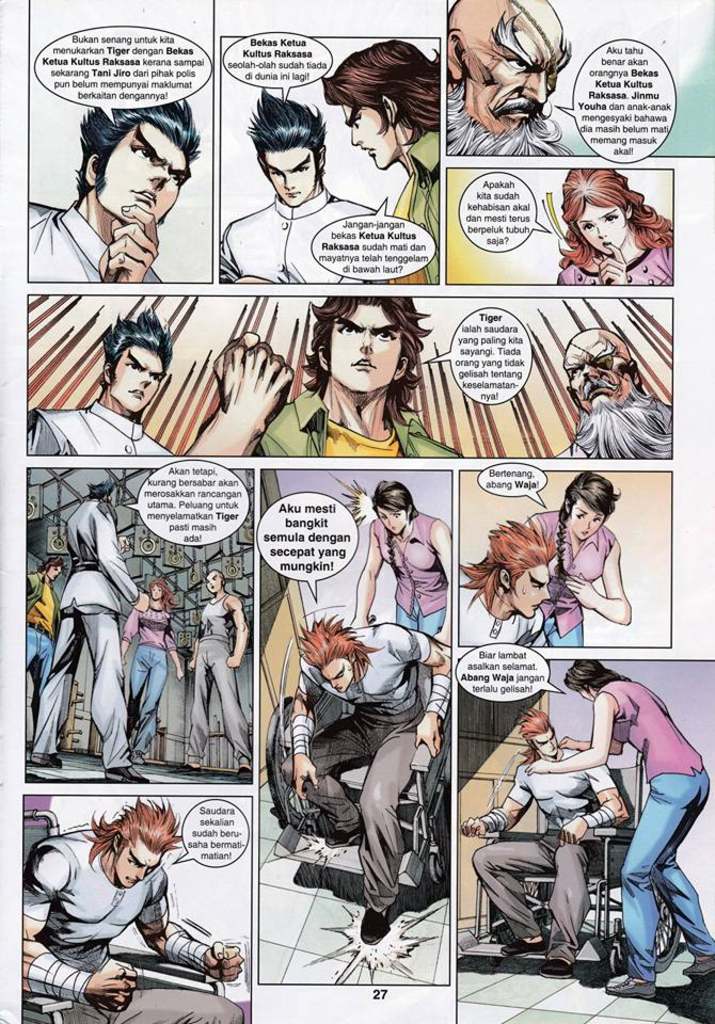 Bukan senang untuk kita
menukarkan Tiger dengan Bekas
Ketua Kultus Raksasa kerana sampai
sekarang Tani Jiro dari pihak polis
pun belum mempunyai maklumat
berkaitan dengannya!
Bekas Ketua
Kultus Raksasa
seolah-olah sudah tiada
di dunia ini lagi!
Jangan-jangan
bekas Ketua Kultus
Raksasa sudah mati dan
mayatnya telah tenggelam
di bawah laut?
Aku tahu
benar akan
orangnya Bekas
Ketua Kultus
Raksasa. Jinmu
Youha dan anak-anak
mengesyaki bahawa
dia masih belum mati
memang masuk
akal!
Apakah
kita sudah
kehabisan akal
dan mesti terus
berpeluk tubuh
saja?
Tiger
ialah saudara
yang paling kita
sayangi. Tiada
orang yang tidak
gelisah tentang
keselamatan-
nya!
Akan tetapi,
kurang bersabar akan
merosakkan rancangan
utama. Peluang untuk
menyelamatkan Tiger
pasti masih
ada!
Aku mesti
bangkit
semula dengan
secepat yang
mungkin!
Bertenang,
abang Waja!
Biar lambat
asalkan selamat.
Abang Waja jangan
terlalu gelisah!
Saudara
sekalian
sudah beru-
saha bermati-
matian!
27